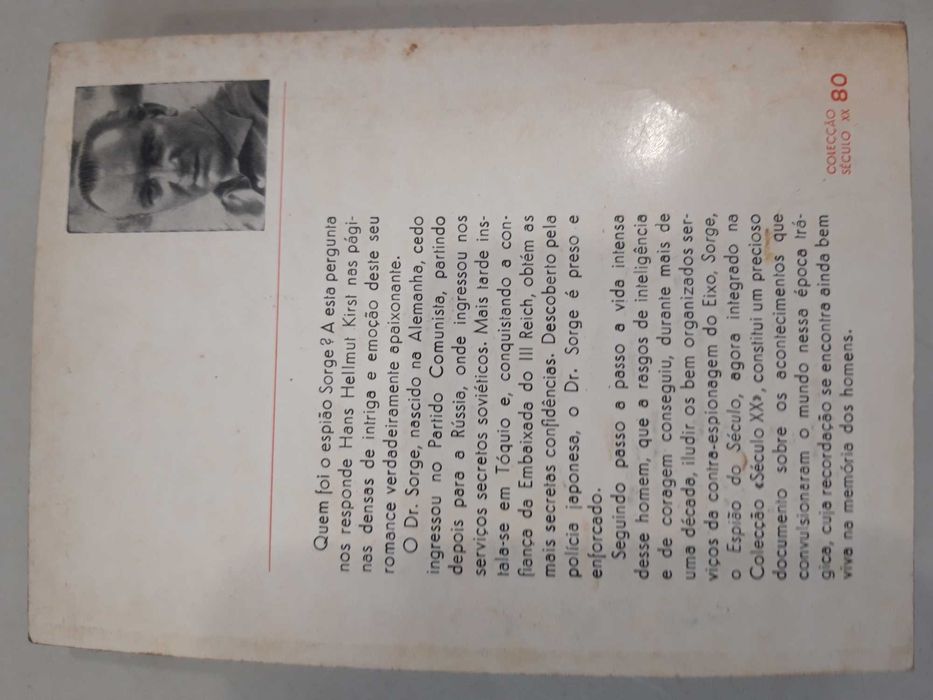 Quem foi o espião Sorge? A esta pergunta
nos responde Hans Hellmut Kirst nas pági-
nas densas de intriga e emoção deste seu
romance verdadeiramente apaixonante.
O Dr. Sorge, nascido na Alemanha, cedo
ingressou no Partido Comunista, partindo
depois para a Rússia, onde ingressou nos
serviços secretos soviéticos. Mais tarde ins-
tala-se em Tóquio e, conquistando a con-
fiança da Embaixada do III Reich, obtém as
mais secretas confidências. Descoberto pela
polícia japonesa, o Dr. Sorge é preso e
enforcado.
Seguindo passo a passo a vida intensa
desse homem, que a rasgos de inteligência
e de coragem conseguiu, durante mais de
uma década, iludir os bem organizados ser-
viços da contra-espionagem do Eixo, Sorge,
o Espião do Século, agora integrado na
Colecção «Século XX», constitui um precioso
documento sobre os acontecimentos que
convulsionaram o mundo nessa época trá-
gica, cuja recordação se encontra ainda bem
viva na memória dos homens.
COLECÇÃO
SÉCULO XX 80